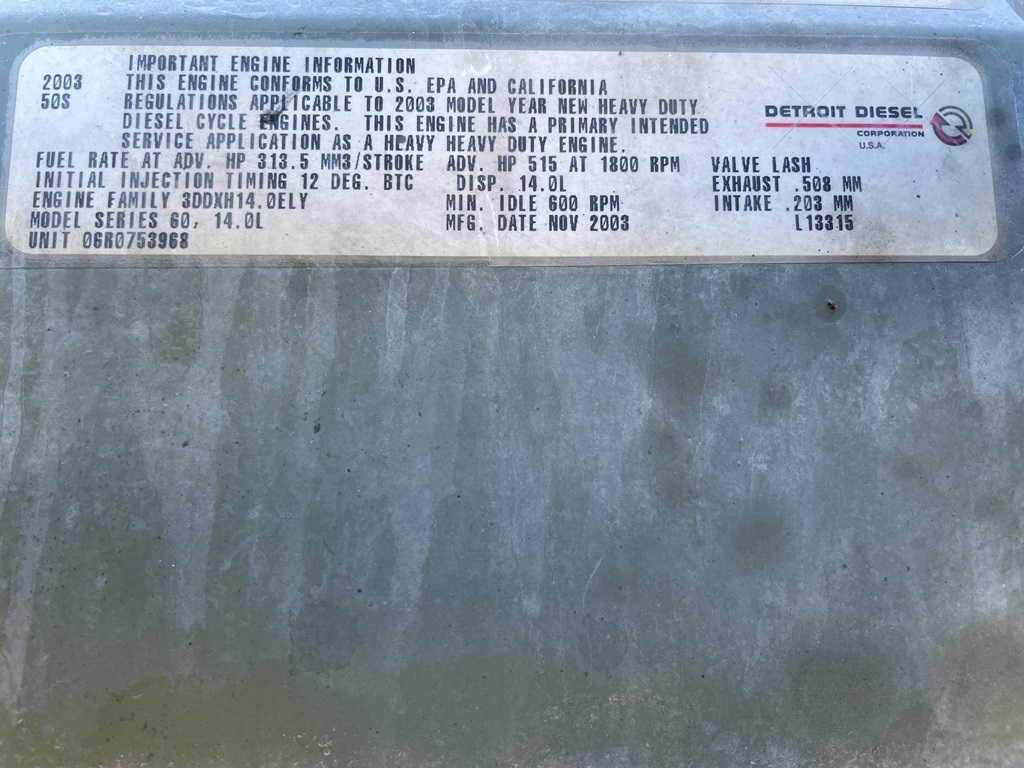 IMPORTANT ENGINE INFORMATION
2003 THIS ENGINE CONFORMS TO U.S. EPA AND CALIFORNIA
50S REGULATIONS APPLICABLE TO 2003 MODEL YEAR NEW HEAVY DUTY
DIESEL CYCLE ENGINES. THIS ENGINE HAS A PRIMARY INTENDED
SERVICE APPLICATION AS A HEAVY HEAVY DUTY ENGINE.
DETROIT DIESEL
CORPORATION
U.S.A.
FUEL RATE AT ADV. HP 313.5 MM3/STROKE ADV. HP 515 AT 1800 RPM VALVE LASH
INITIAL INJECTION TIMING 12 DEG. BTC DISP. 14.0L EXHAUST .508 MM
ENGINE FAMILY 3DDXH14.0ELY MIN. IDLE 600 RPM INTAKE .203 MM
MODEL SERIES 60, 14.0L MFG. DATE NOV 2003 L13315
UNIT 06R0753968